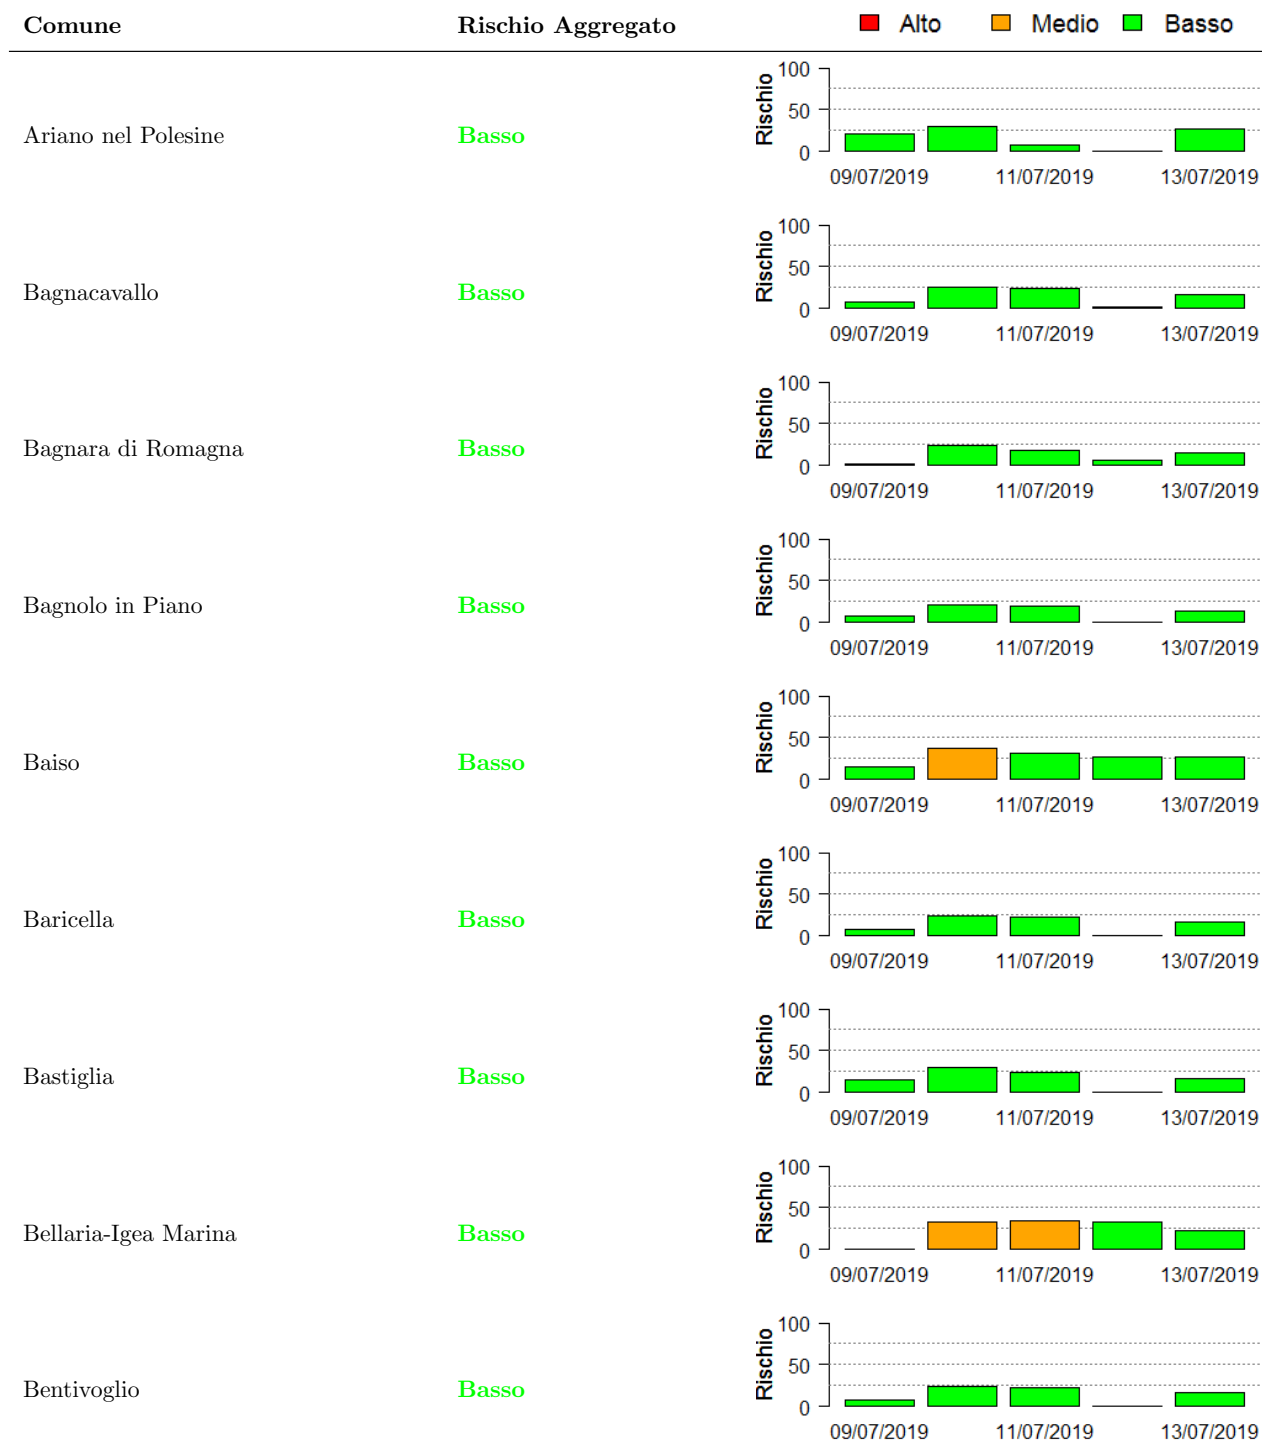 Comune Rischio Aggregato Alto Medio Basso
100
50
0
Rischio
Ariano nel Polesine Basso
09/07/2019 11/07/2019 13/07/2019
100
50
0
Rischio
Bagnacavallo Basso
09/07/2019 11/07/2019 13/07/2019
100
50
0
Rischio
Bagnara di Romagna Basso
09/07/2019 11/07/2019 13/07/2019
100
50
0
Rischio
Bagnolo in Piano Basso
09/07/2019 11/07/2019 13/07/2019
100
50
0
Rischio
Baiso Basso
09/07/2019 11/07/2019 13/07/2019
100
50
0
Rischio
Baricella Basso
09/07/2019 11/07/2019 13/07/2019
100
50
0
Rischio
Bastiglia Basso
09/07/2019 11/07/2019 13/07/2019
100
50
0
Rischio
Bellaria-Igea Marina Basso
09/07/2019 11/07/2019 13/07/2019
100
50
0
Rischio
Bentivoglio Basso
09/07/2019 11/07/2019 13/07/2019